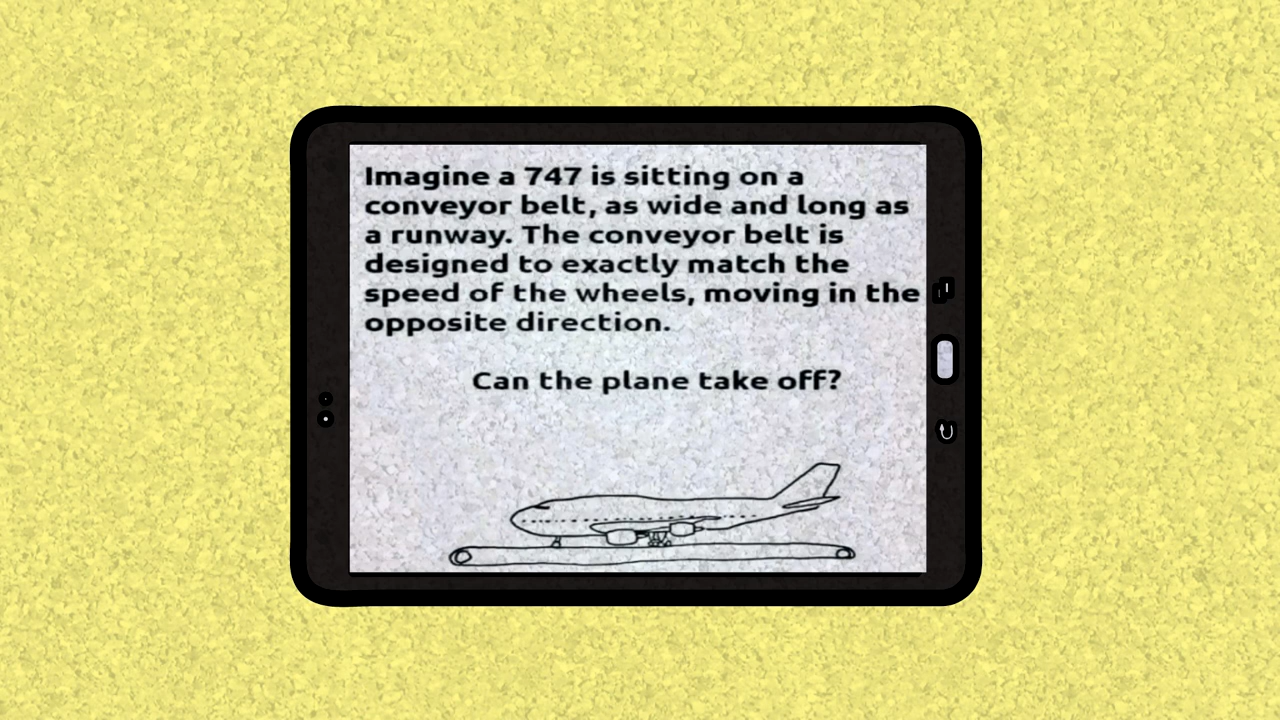 Imagine a 747 is sitting on a
conveyor belt, as wide and long as
a runway. The conveyor belt is
designed to exactly match the
speed of the wheels, moving in the
opposite direction.
Can the plane take off?